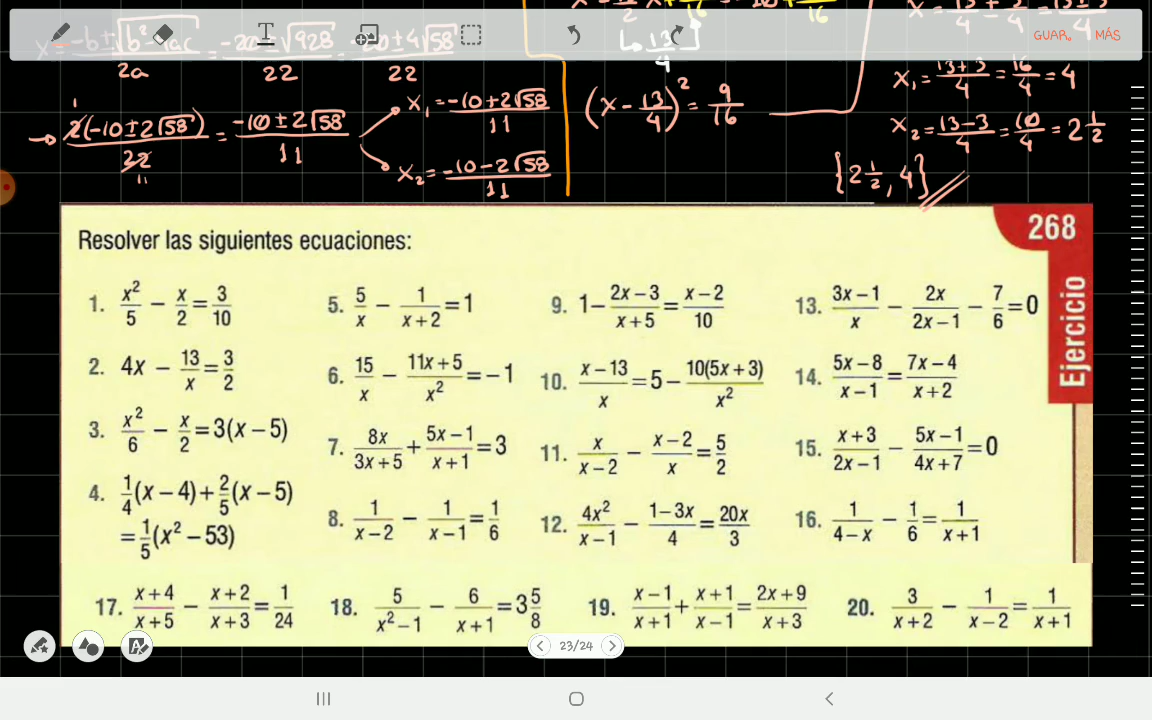 GUAR. MÁS
x = -b±√b²-4ac / 2a = / 22 = ±4√58 / 22
x₁ = 13+3/4 = 16/4 = 4
→ 2(-10±2√58)/22 = -10±2√58/11
1
11
x₁ = -10+2√58/11
x₂ = -10-2√58/11
13/4
(x - 13/4)² = 9/16
x₂ = 13-3/4 = 10/4 = 2 1/2
{2 1/2, 4}
Resolver las siguientes ecuaciones:
268
Ejercicio
1. x²/5 − x/2 = 3/10
2. 4x − 13/x = 3/2
3. x²/6 − x/2 = 3(x − 5)
4. 1/4(x − 4) + 2/5(x − 5)
= 1/5(x² − 53)
5. 5/x − 1/(x + 2) = 1
6. 15/x − (11x + 5)/x² = −1
7. 8x/(3x + 5) + (5x − 1)/(x + 1) = 3
8. 1/(x − 2) − 1/(x − 1) = 1/6
9. 1 − (2x − 3)/(x + 5) = (x − 2)/10
10. (x − 13)/x = 5 − 10(5x + 3)/x²
11. x/(x − 2) − (x − 2)/x = 5/2
12. 4x²/(x − 1) − (1 − 3x)/4 = 20x/3
13. (3x − 1)/x − 2x/(2x − 1) − 7/6 = 0
14. (5x − 8)/(x − 1) = (7x − 4)/(x + 2)
15. (x + 3)/(2x − 1) − (5x − 1)/(4x + 7) = 0
16. 1/(4 − x) − 1/6 = 1/(x + 1)
17. (x + 4)/(x + 5) − (x + 2)/(x + 3) = 1/24
18. 5/(x² − 1) − 6/(x + 1) = 3 5/8
19. (x − 1)/(x + 1) + (x + 1)/(x − 1) = (2x + 9)/(x + 3)
20. 3/(x + 2) − 1/(x − 2) = 1/(x + 1)
23/24